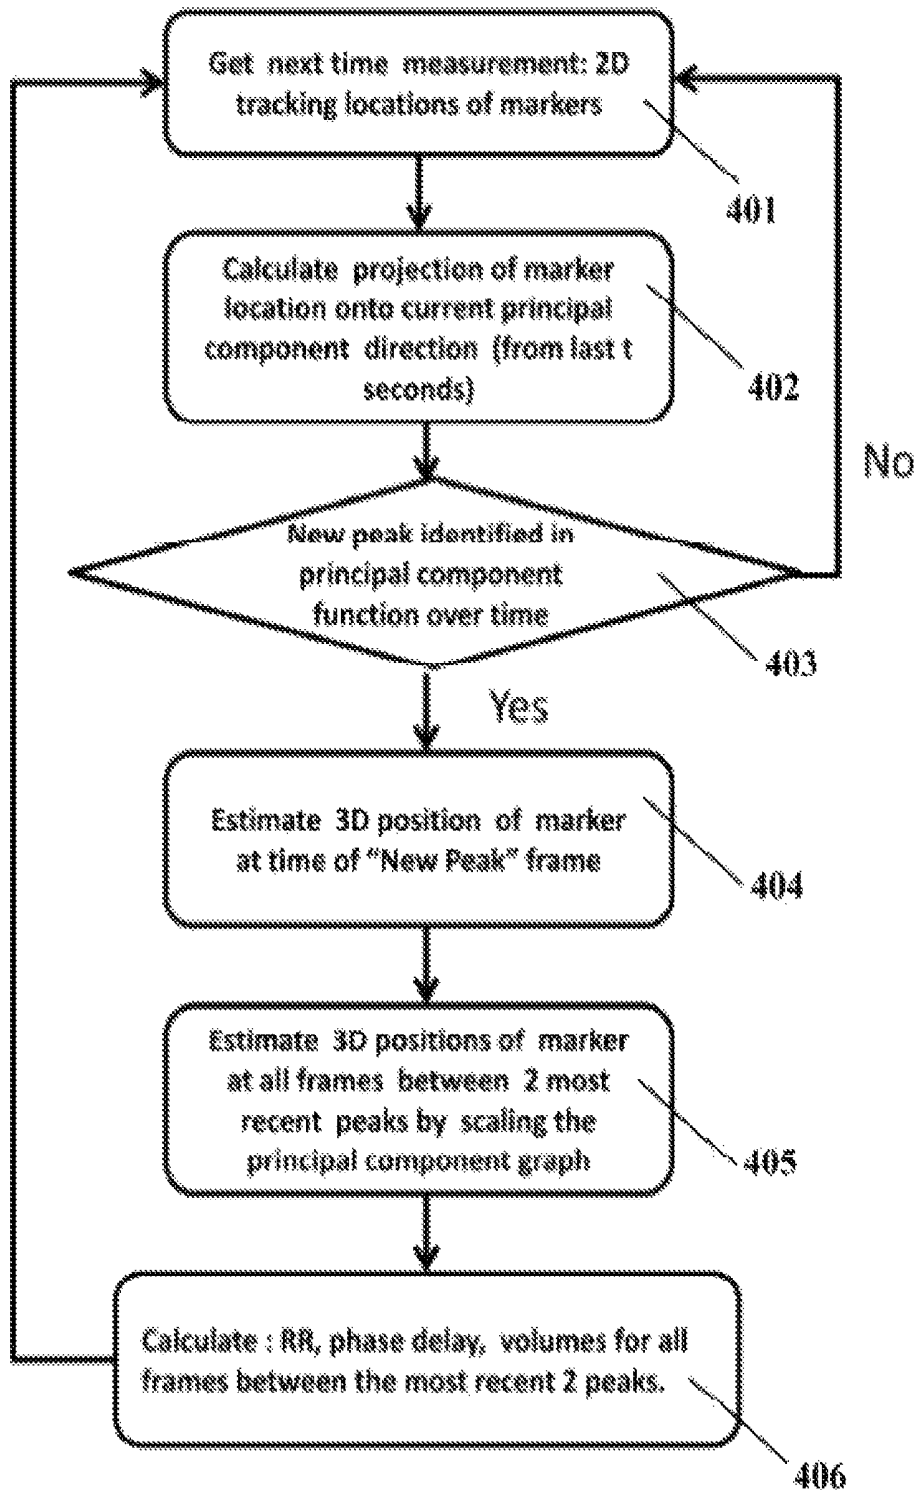 Get next time measurement: 2D
tracking locations of markers
401
Calculate projection of marker
location onto current principal
component direction (from last t
seconds)
402
No
New peak identified in
principal component
function over time
403
Yes
Estimate 3D position of marker
at time of “New Peak” frame
404
Estimate 3D positions of marker
at all frames between 2 most
recent peaks by scaling the
principal component graph
405
Calculate : RR, phase delay, volumes for all
frames between the most recent 2 peaks.
406